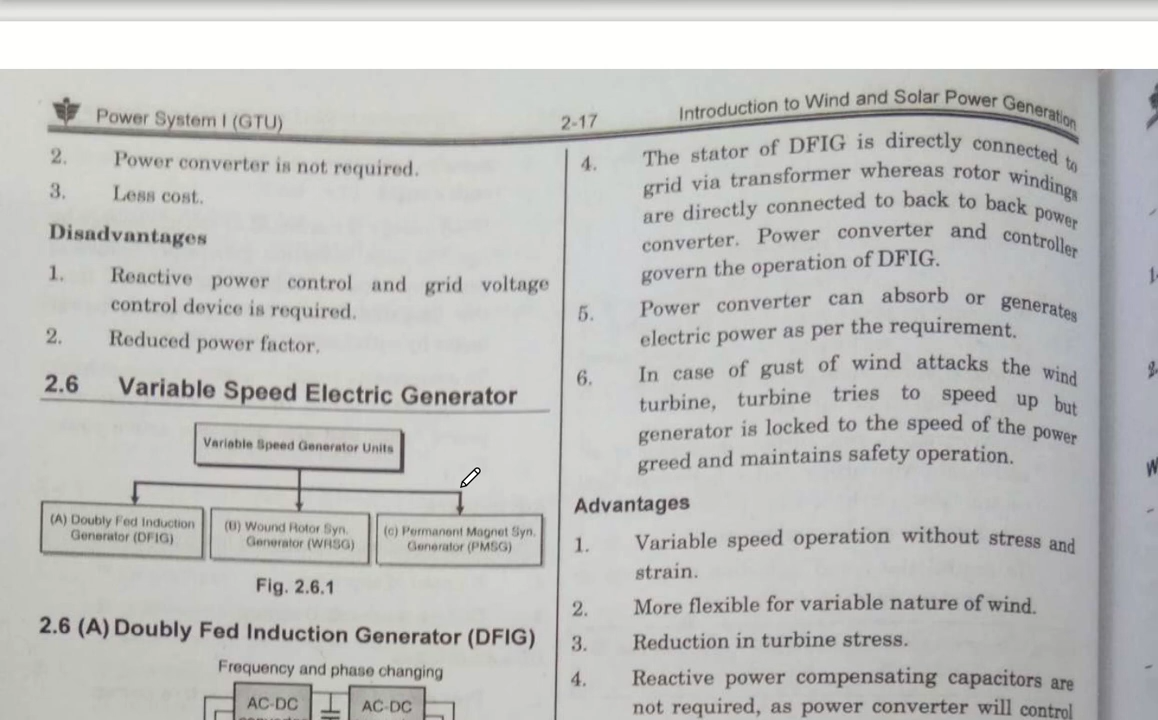 Power System I (GTU)
2-17
Introduction to Wind and Solar Power Generation
2. Power converter is not required.
3. Less cost.
Disadvantages
1. Reactive power control and grid voltage
control device is required.
2. Reduced power factor.
2.6 Variable Speed Electric Generator
Variable Speed Generator Units
(A) Doubly Fed Induction
Generator (DFIG)
(B) Wound Rotor Syn.
Generator (WRSG)
(c) Permanent Magnet Syn.
Generator (PMSG)
Fig. 2.6.1
2.6 (A) Doubly Fed Induction Generator (DFIG)
Frequency and phase changing
AC-DC
AC-DC
4. The stator of DFIG is directly connected to
grid via transformer whereas rotor windings
are directly connected to back to back power
converter. Power converter and controller
govern the operation of DFIG.
5. Power converter can absorb or generates
electric power as per the requirement.
6. In case of gust of wind attacks the wind
turbine, turbine tries to speed up but
generator is locked to the speed of the power
greed and maintains safety operation.
Advantages
1. Variable speed operation without stress and
strain.
2. More flexible for variable nature of wind.
3. Reduction in turbine stress.
4. Reactive power compensating capacitors are
not required, as power converter will control